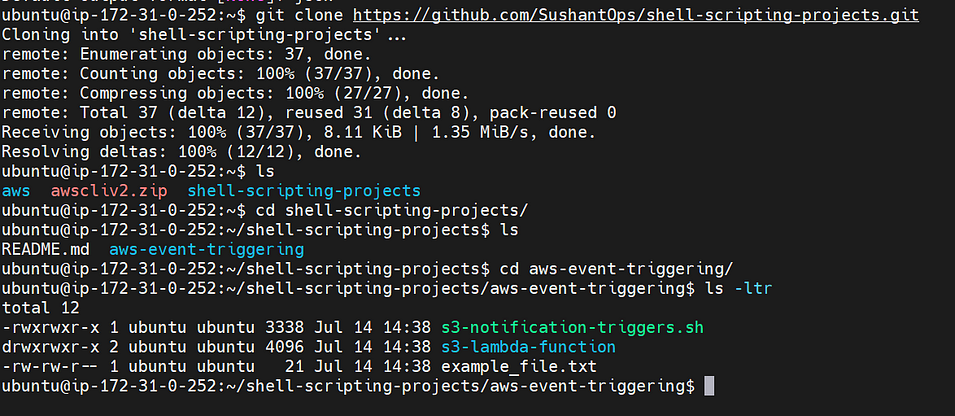 ubuntu@ip-172-31-0-252:~$ git clone https://github.com/SushantOps/shell-scripting-projects.git
Cloning into 'shell-scripting-projects'...
remote: Enumerating objects: 37, done.
remote: Counting objects: 100% (37/37), done.
remote: Compressing objects: 100% (27/27), done.
remote: Total 37 (delta 12), reused 31 (delta 8), pack-reused 0
Receiving objects: 100% (37/37), 8.11 KiB | 1.35 MiB/s, done.
Resolving deltas: 100% (12/12), done.
ubuntu@ip-172-31-0-252:~$ ls
aws  awscliv2.zip  shell-scripting-projects
ubuntu@ip-172-31-0-252:~$ cd shell-scripting-projects/
ubuntu@ip-172-31-0-252:~/shell-scripting-projects$ ls
README.md  aws-event-triggering
ubuntu@ip-172-31-0-252:~/shell-scripting-projects$ cd aws-event-triggering/
ubuntu@ip-172-31-0-252:~/shell-scripting-projects/aws-event-triggering$ ls -ltr
total 12
-rwxrwxr-x 1 ubuntu ubuntu 3338 Jul 14 14:38 s3-notification-triggers.sh
drwxrwxr-x 2 ubuntu ubuntu 4096 Jul 14 14:38 s3-lambda-function
-rw-rw-r-- 1 ubuntu ubuntu   21 Jul 14 14:38 example_file.txt
ubuntu@ip-172-31-0-252:~/shell-scripting-projects/aws-event-triggering$